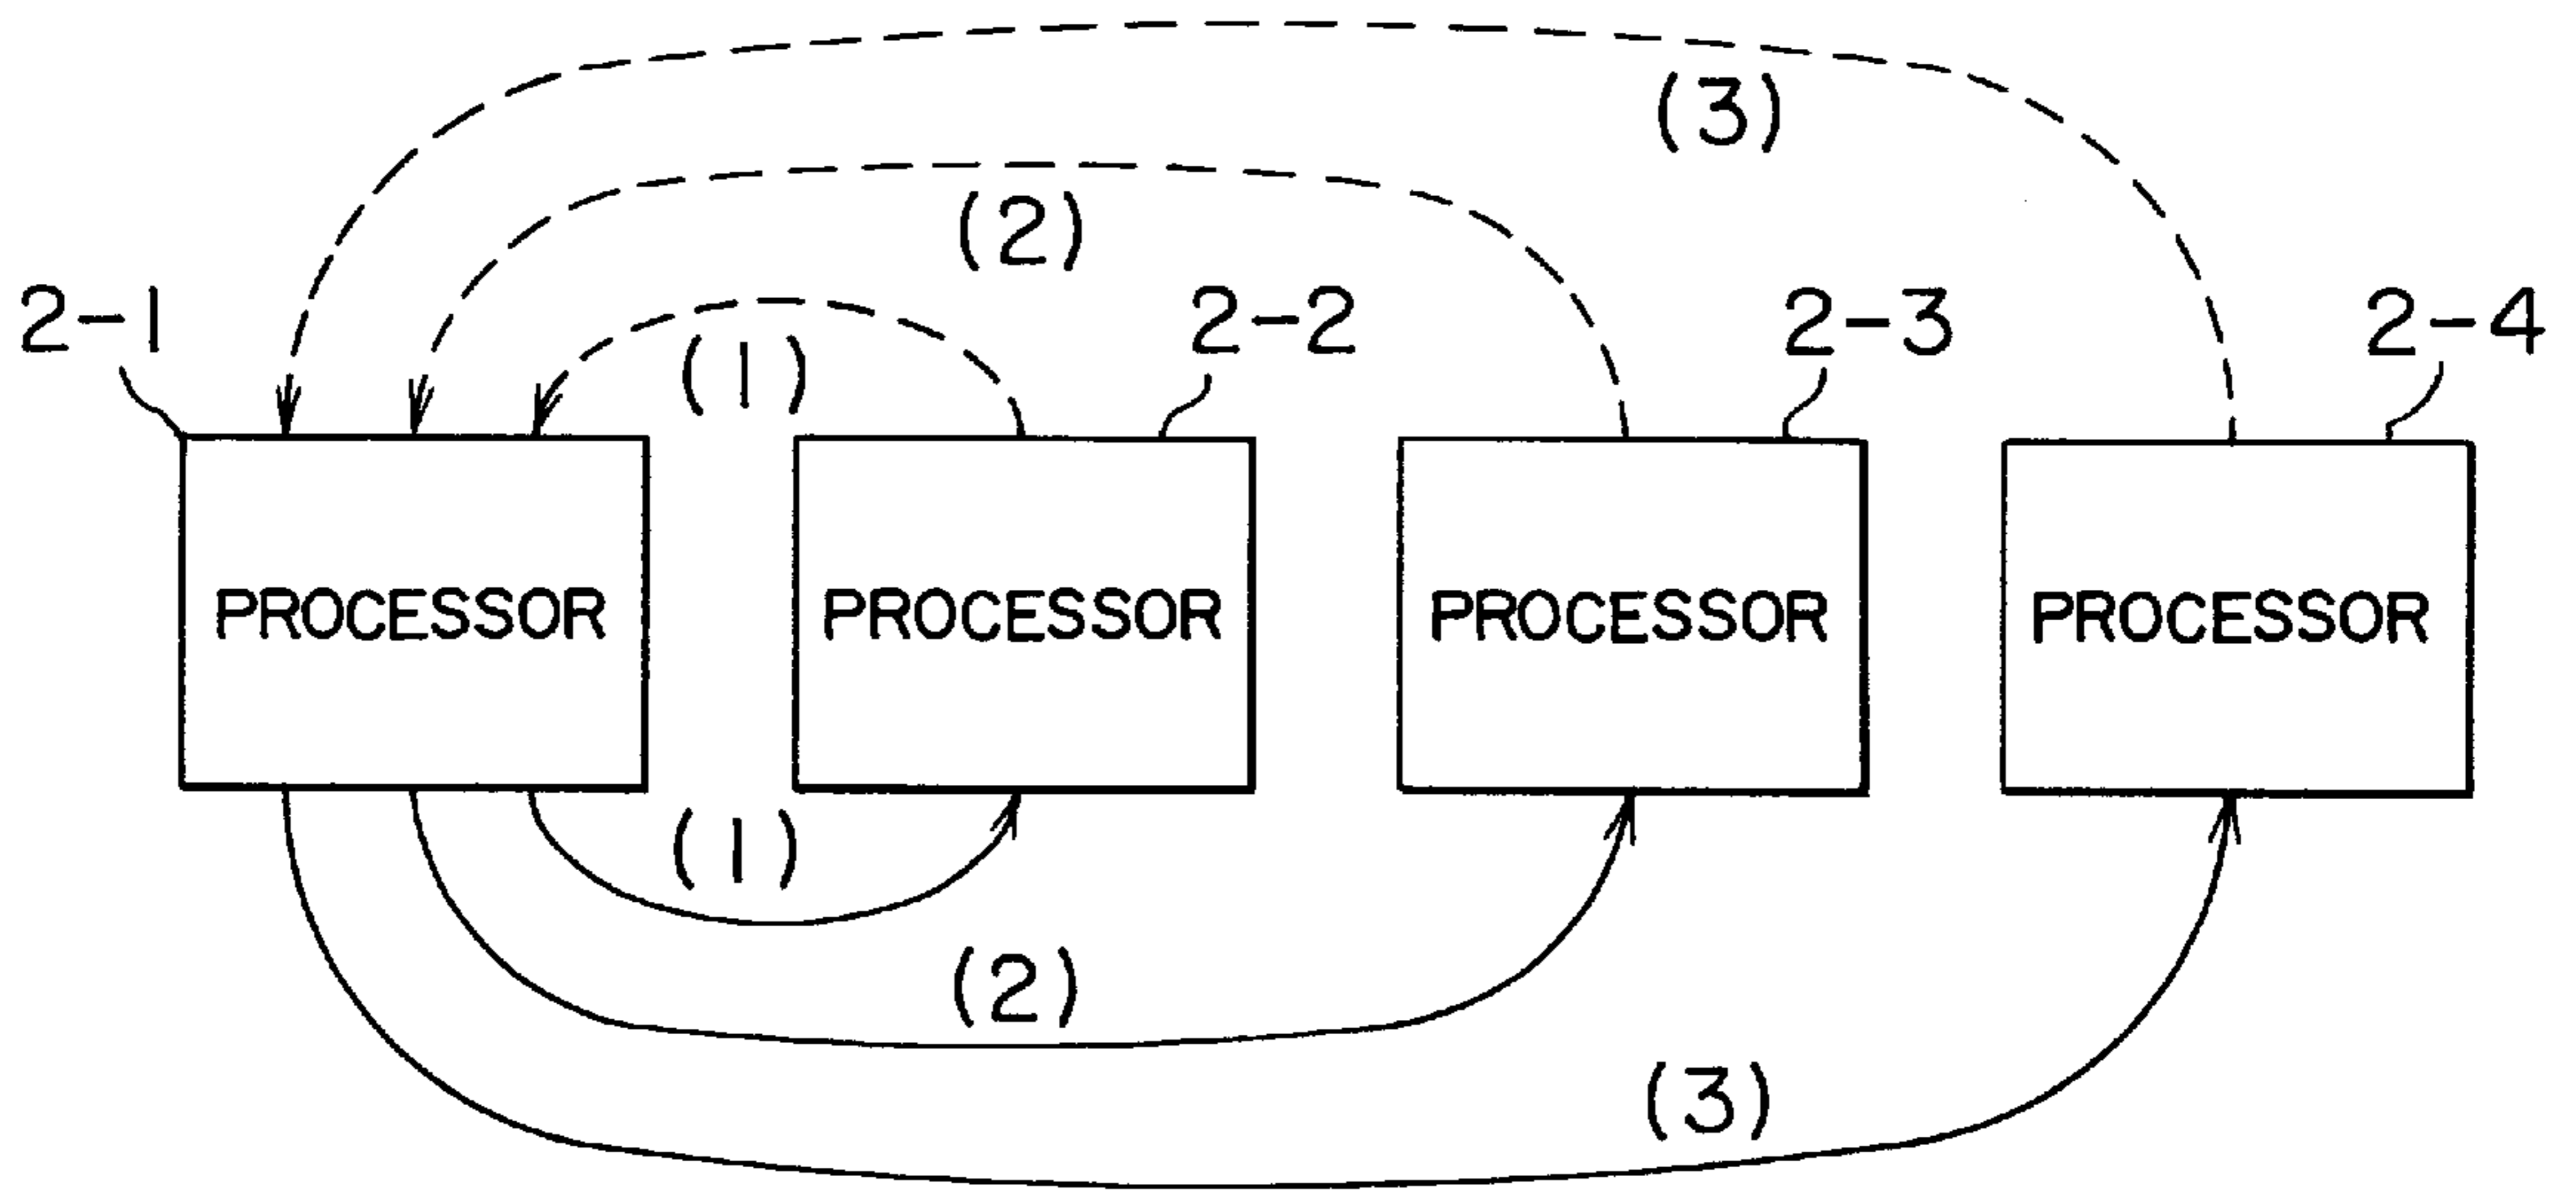 (3)
(2)
2-1
(1)
2-2
2-3
2-4
PROCESSOR
PROCESSOR
PROCESSOR
PROCESSOR
(1)
(2)
(3)